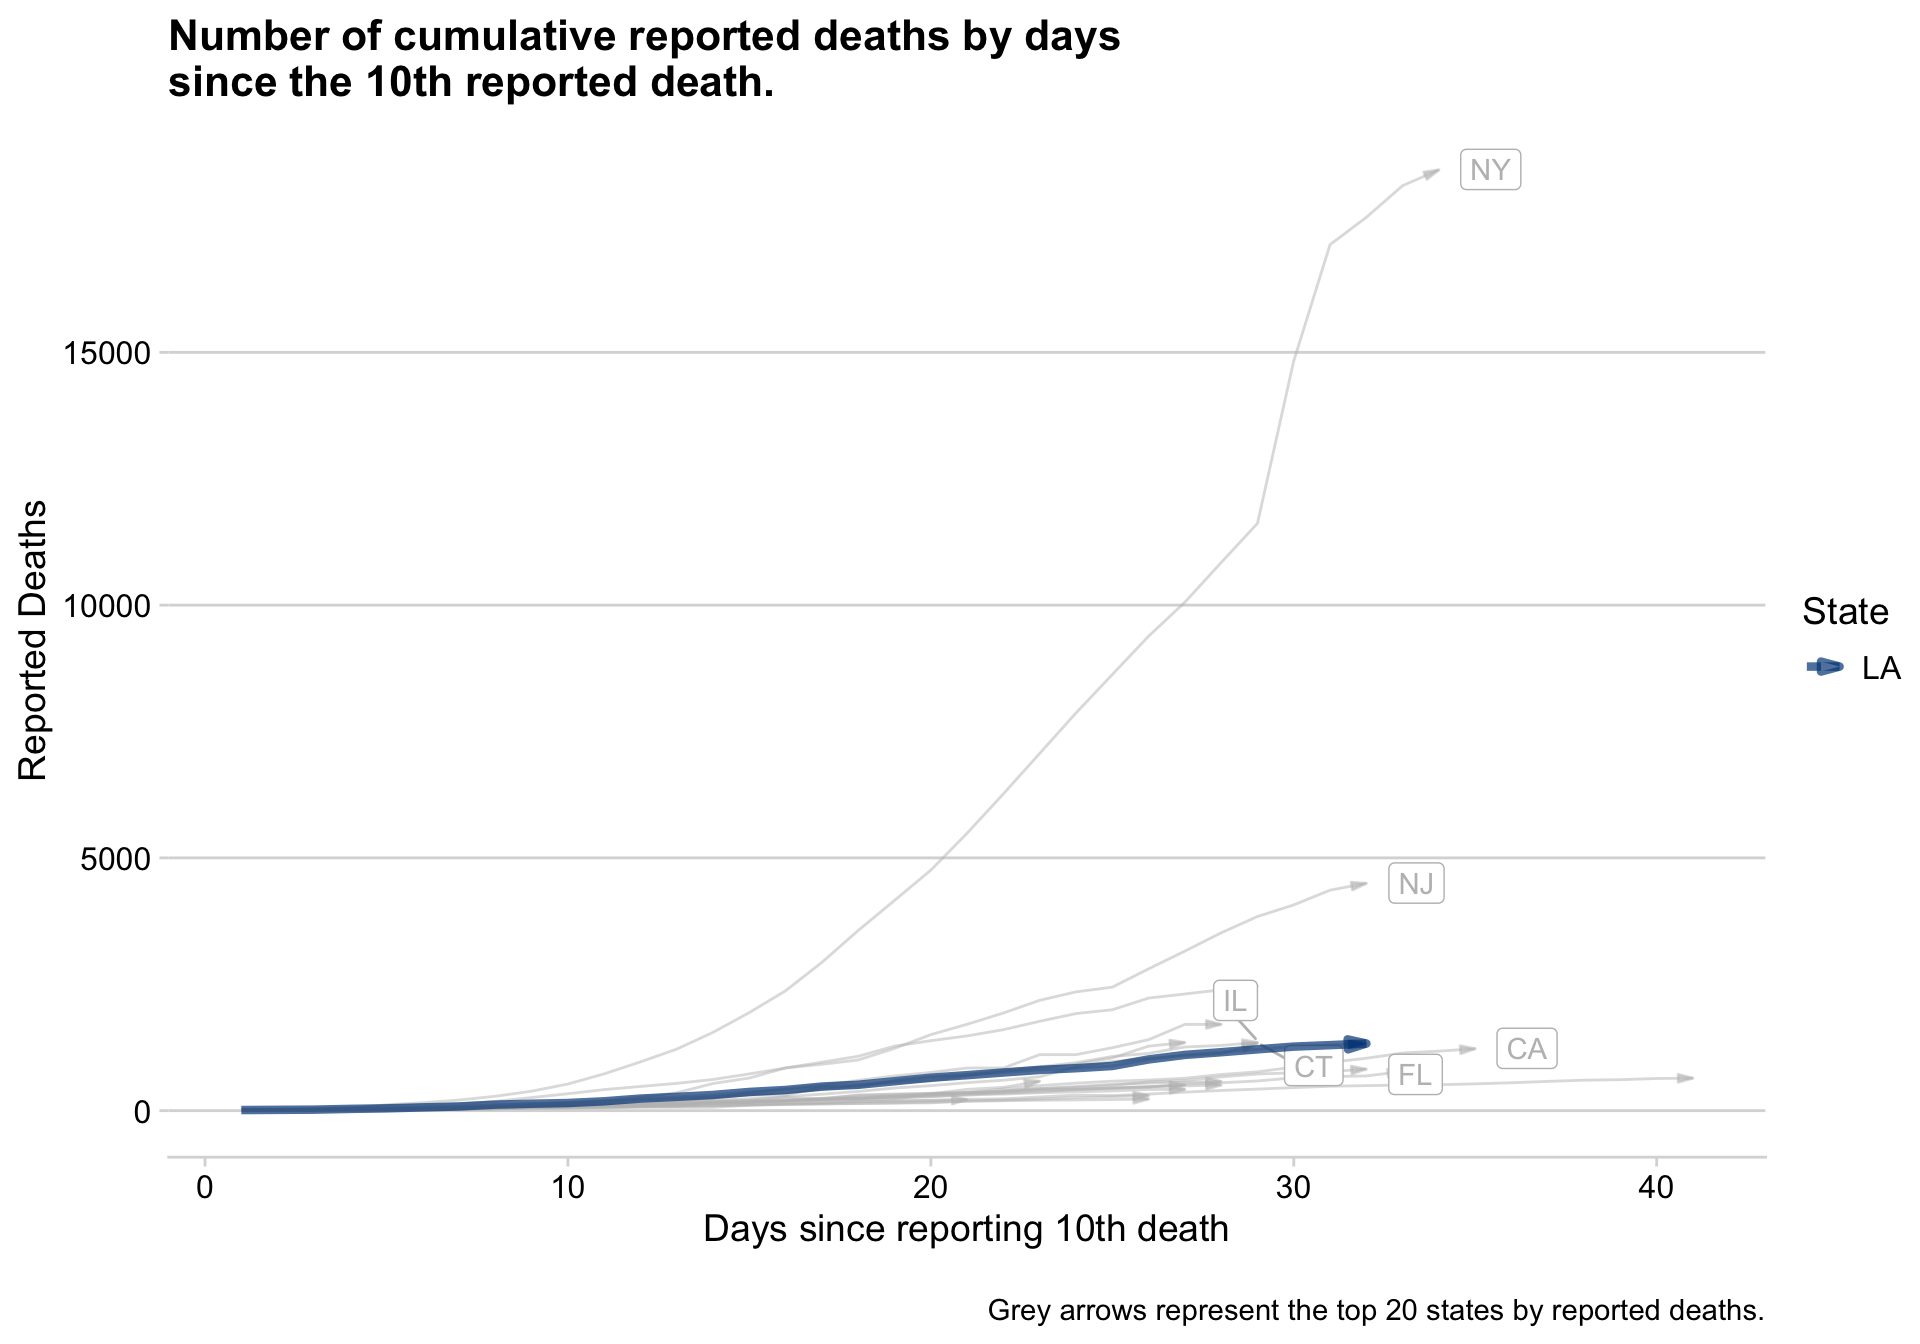 Number of cumulative reported deaths by days
since the 10th reported death.
NY
15000
10000
5000
0
Reported Deaths
NJ
IL
CT
CA
FL
State
LA
0 10 20 30 40
Days since reporting 10th death
Grey arrows represent the top 20 states by reported deaths.